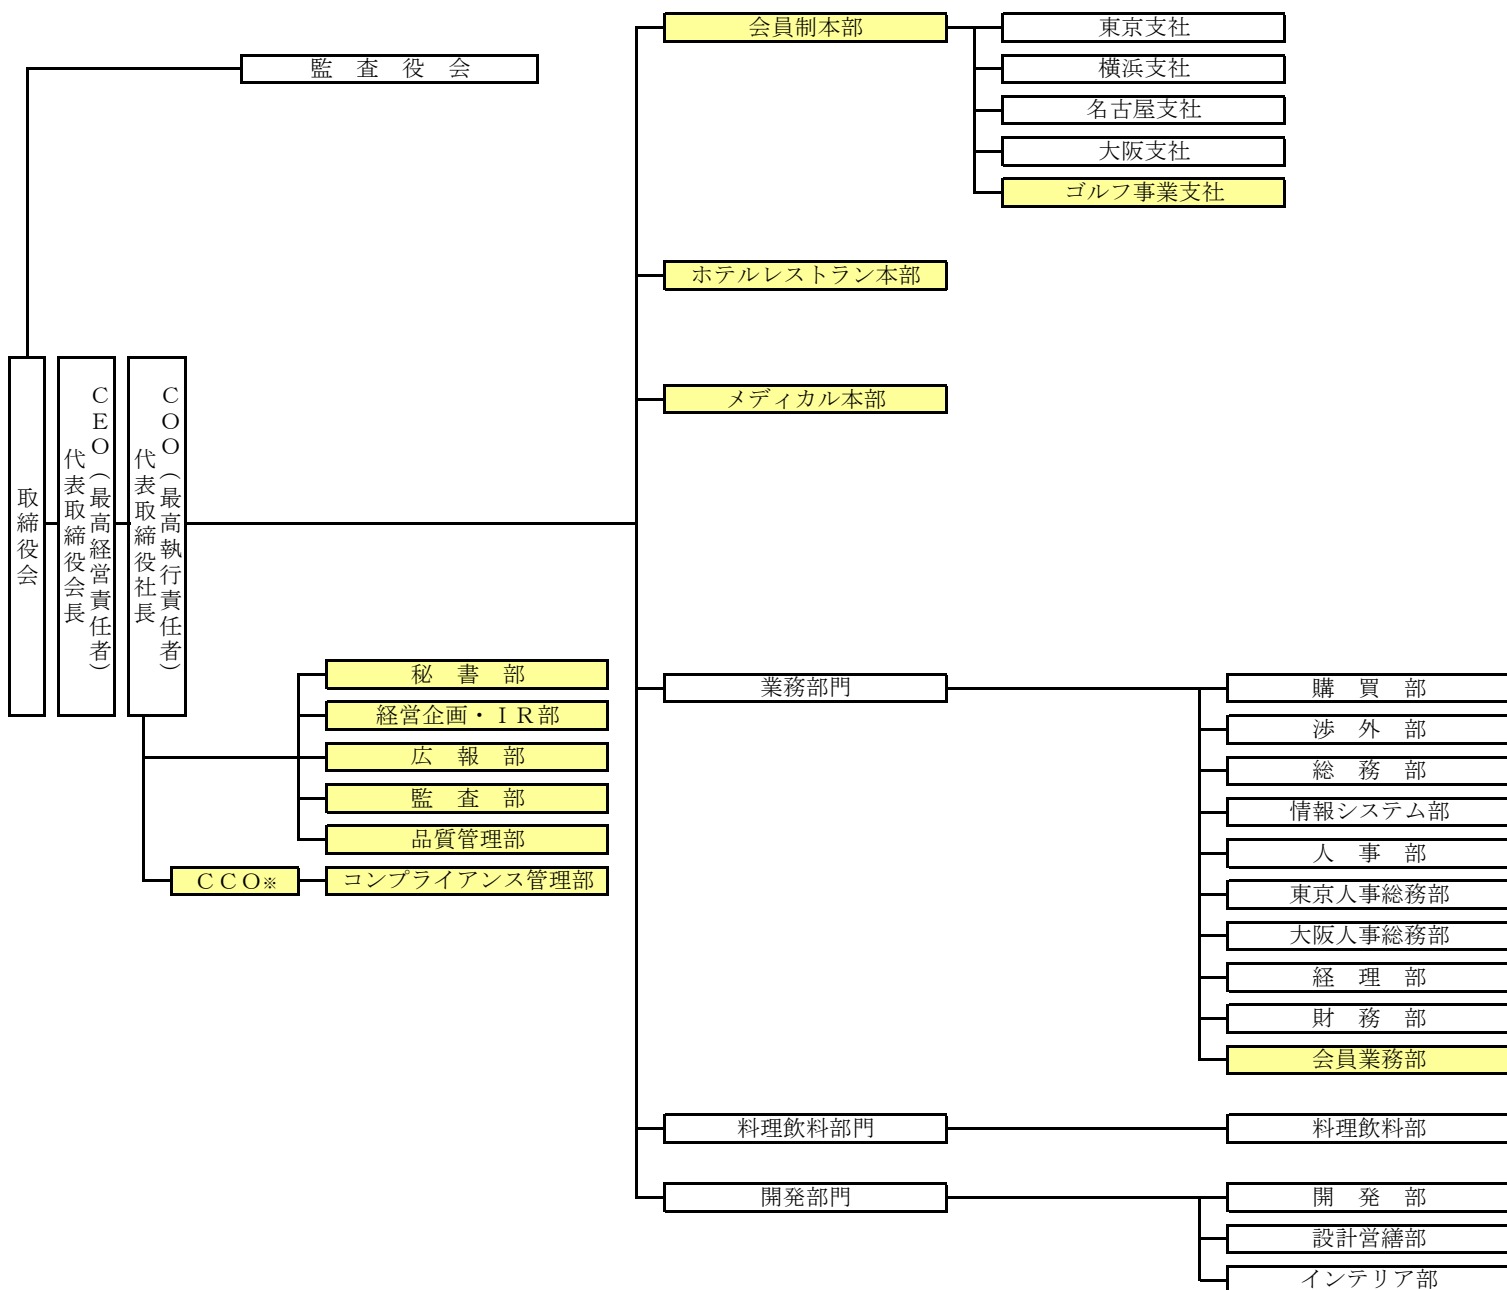 会員制本部
東京支社
監　査　役　会
横浜支社
名古屋支社
大阪支社
ゴルフ事業支社
ホテルレストラン本部
メディカル本部
取締役会
ＣＥＯ（最高経営責任者）
代表取締役会長
ＣＯＯ（最高執行責任者）
代表取締役社長
秘　書　部
経営企画・ＩＲ部
広　報　部
監　査　部
品質管理部
ＣＣＯ※
コンプライアンス管理部
業務部門
購　買　部
渉　外　部
総　務　部
情報システム部
人　事　部
東京人事総務部
大阪人事総務部
経　理　部
財　務　部
会員業務部
料理飲料部門
料理飲料部
開発部門
開　発　部
設計営繕部
インテリア部